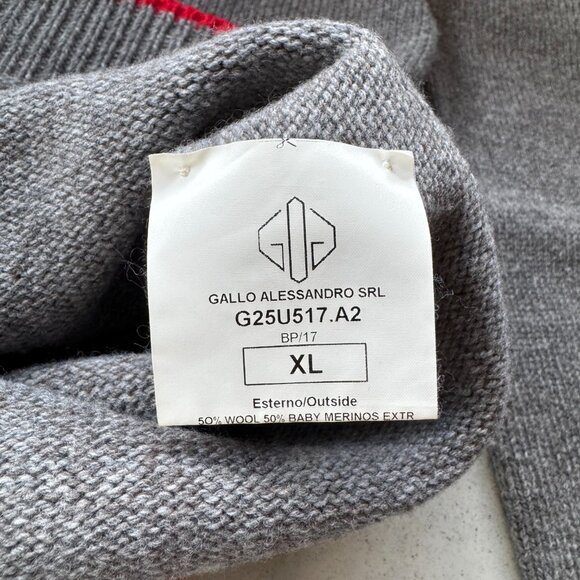 GALLO ALESSANDRO SRL
G25U517.A2
BP/17
XL
Esterno/Outside
50% WOOL 50% BABY MERINOS EXTR